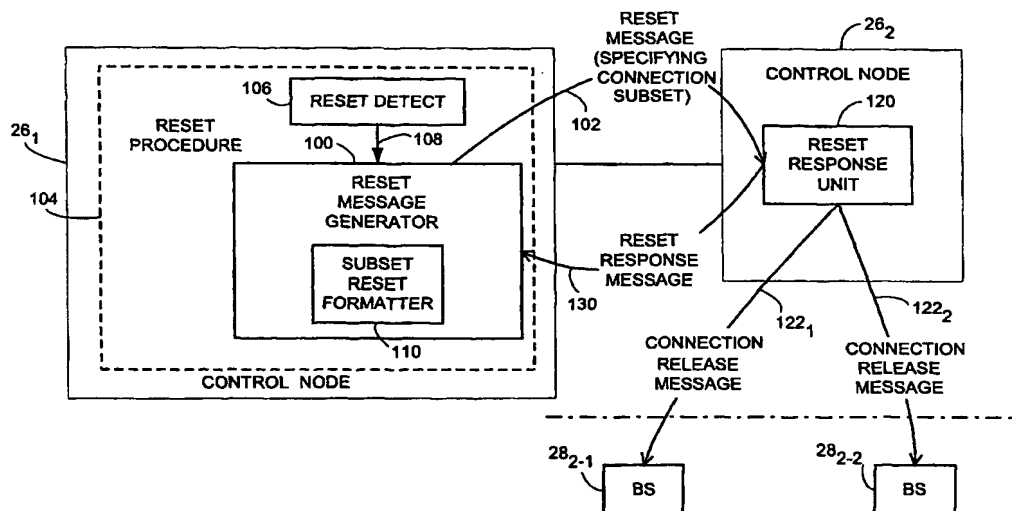 RESET
MESSAGE
(SPECIFYING
CONNECTION
SUBSET)
102
26₂
CONTROL NODE
120
RESET
RESPONSE
UNIT
106
RESET DETECT
108
RESET
PROCEDURE
26₁
104
100
RESET
MESSAGE
GENERATOR
SUBSET
RESET
FORMATTER
110
CONTROL NODE
RESET
RESPONSE
MESSAGE
130
122₁
122₂
CONNECTION
RELEASE
MESSAGE
CONNECTION
RELEASE
MESSAGE
28₂₋₁
BS
28₂₋₂
BS